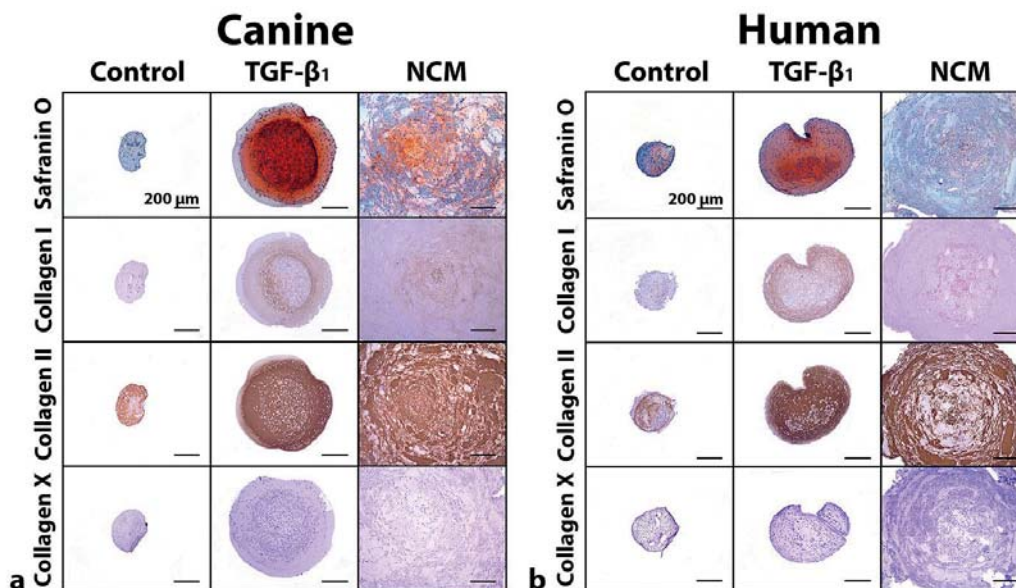 Canine
Control TGF-β₁ NCM
Safranin O
200 µm
Collagen I
Collagen II
Collagen X
a
Human
Control TGF-β₁ NCM
Safranin O
200 µm
Collagen I
Collagen II
Collagen X
b